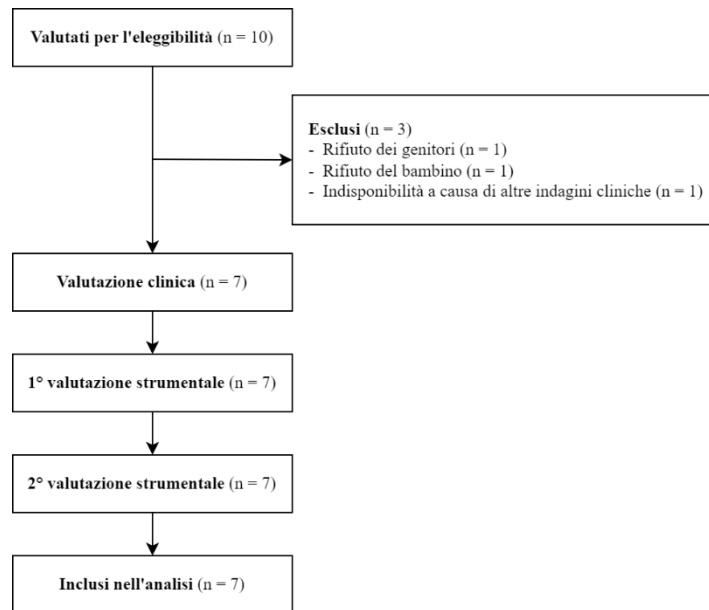 Valutati per l'eleggibilità (n = 10)
Esclusi (n = 3)
- Rifiuto dei genitori (n = 1)
- Rifiuto del bambino (n = 1)
- Indisponibilità a causa di altre indagini cliniche (n = 1)
Valutazione clinica (n = 7)
1° valutazione strumentale (n = 7)
2° valutazione strumentale (n = 7)
Inclusi nell'analisi (n = 7)